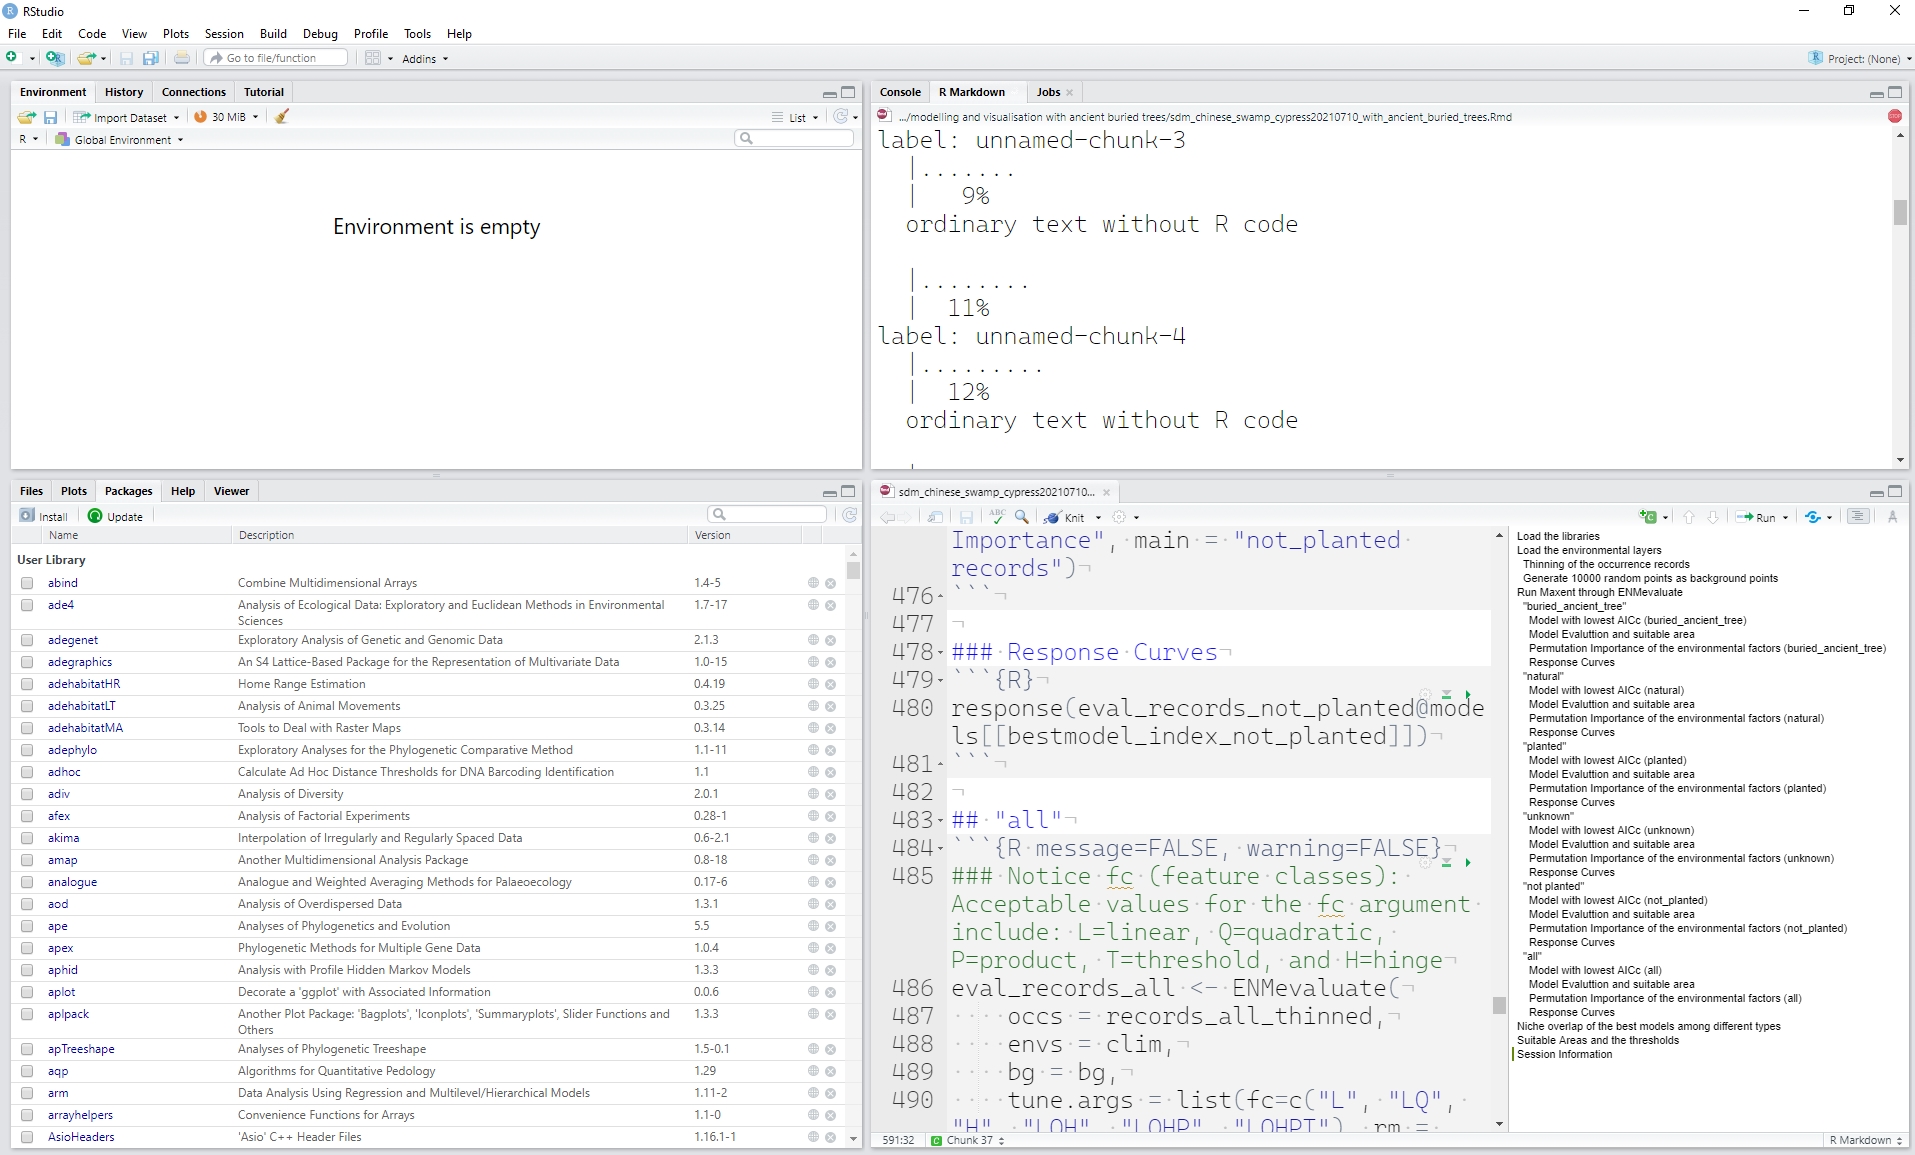 RStudio
File Edit Code View Plots Session Build Debug Profile Tools Help
Go to file/function Addins Project: (None)
Environment History Connections Tutorial
Import Dataset 30 MiB List
R Global Environment
Environment is empty
Console R Markdown Jobs
.../modelling and visualisation with ancient buried trees/sdm_chinese_swamp_cypress20210710_with_ancient_buried_trees.Rmd
label: unnamed-chunk-3
|.......
| 9%
ordinary text without R code
|........
| 11%
label: unnamed-chunk-4
|.........
| 12%
ordinary text without R code
Files Plots Packages Help Viewer
Install Update
Name Description Version
User Library
abind Combine Multidimensional Arrays 1.4-5
ade4 Analysis of Ecological Data: Exploratory and Euclidean Methods in Environmental 1.7-17
Sciences
adegenet Exploratory Analysis of Genetic and Genomic Data 2.1.3
adegraphics An S4 Lattice-Based Package for the Representation of Multivariate Data 1.0-15
adehabitatHR Home Range Estimation 0.4.19
adehabitatLT Analysis of Animal Movements 0.3.25
adehabitatMA Tools to Deal with Raster Maps 0.3.14
adephylo Exploratory Analyses for the Phylogenetic Comparative Method 1.1-11
adhoc Calculate Ad Hoc Distance Thresholds for DNA Barcoding Identification 1.1
adiv Analysis of Diversity 2.0.1
afex Analysis of Factorial Experiments 0.28-1
akima Interpolation of Irregularly and Regularly Spaced Data 0.6-2.1
amap Another Multidimensional Analysis Package 0.8-18
analogue Analogue and Weighted Averaging Methods for Palaeoecology 0.17-6
aod Analysis of Overdispersed Data 1.3.1
ape Analyses of Phylogenetics and Evolution 5.5
apex Phylogenetic Methods for Multiple Gene Data 1.0.4
aphid Analysis with Profile Hidden Markov Models 1.3.3
aplot Decorate a 'ggplot' with Associated Information 0.0.6
aplpack Another Plot Package: 'Bagplots', 'Iconplots', 'Summaryplots', Slider Functions and 1.3.3
Others
apTreeshape Analyses of Phylogenetic Treeshape 1.5-0.1
aqp Algorithms for Quantitative Pedology 1.29
arm Data Analysis Using Regression and Multilevel/Hierarchical Models 1.11-2
arrayhelpers Convenience Functions for Arrays 1.1-0
AsioHeaders 'Asio' C++ Header Files 1.16.1-1
sdm_chinese_swamp_cypress20210710...
ABC Knit Run
Importance", main = "not_planted
records")
476 ```
477
478 ### Response Curves
479 ```{R}
480 response(eval_records_not_planted@mode
ls[[bestmodel_index_not_planted]])
481 ```
482
483 ## "all"
484 ```{R message=FALSE, warning=FALSE}
485 ### Notice fc (feature classes):
Acceptable values for the fc argument
include: L=linear, Q=quadratic,
P=product, T=threshold, and H=hinge
486 eval_records_all <- ENMevaluate(
487 occs = records_all_thinned,
488 envs = clim,
489 bg = bg,
490 tune.args = list(fc=c("L", "LQ",
"H", "LQH", "LQHP", "LQHPT"), rm =
591:32 Chunk 37 R Markdown
Load the libraries
Load the environmental layers
Thinning of the occurrence records
Generate 10000 random points as background points
Run Maxent through ENMevaluate
"buried_ancient_tree"
Model with lowest AICc (buried_ancient_tree)
Model Evaluttion and suitable area
Permutation Importance of the environmental factors (buried_ancient_tree)
Response Curves
"natural"
Model with lowest AICc (natural)
Model Evaluttion and suitable area
Permutation Importance of the environmental factors (natural)
Response Curves
"planted"
Model with lowest AICc (planted)
Model Evaluttion and suitable area
Permutation Importance of the environmental factors (planted)
Response Curves
"unknown"
Model with lowest AICc (unknown)
Model Evaluttion and suitable area
Permutation Importance of the environmental factors (unknown)
Response Curves
"not planted"
Model with lowest AICc (not_planted)
Model Evaluttion and suitable area
Permutation Importance of the environmental factors (not_planted)
Response Curves
"all"
Model with lowest AICc (all)
Model Evaluttion and suitable area
Permutation Importance of the environmental factors (all)
Response Curves
Niche overlap of the best models among different types
Suitable Areas and the thresholds
Session Information